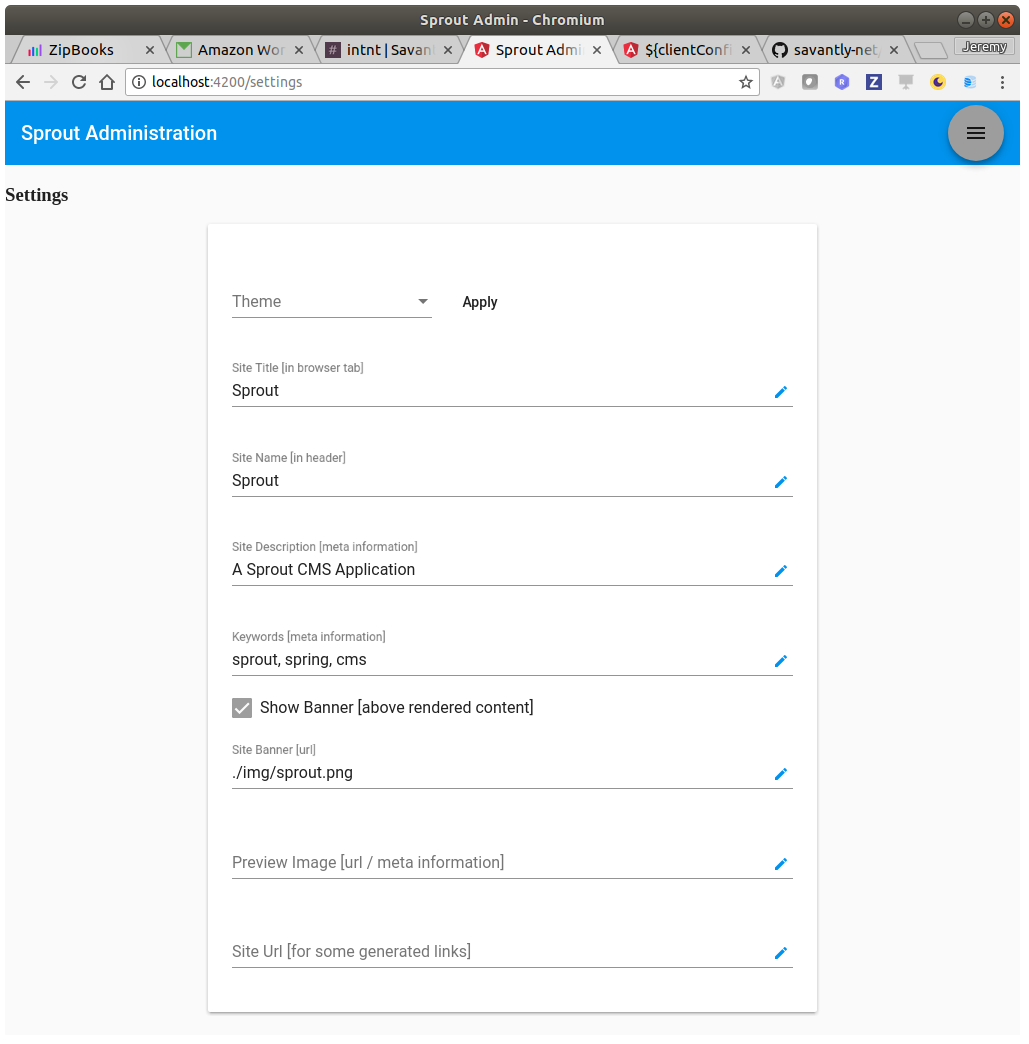 Sprout Admin - Chromium
ZipBooks
Amazon Wor
intnt | Savant
Sprout Admi
${clientConfi
savantly-net
Jeremy
localhost:4200/settings
Sprout Administration
Settings
Theme
Apply
Site Title [in browser tab]
Sprout
Site Name [in header]
Sprout
Site Description [meta information]
A Sprout CMS Application
Keywords [meta information]
sprout, spring, cms
Show Banner [above rendered content]
Site Banner [url]
./img/sprout.png
Preview Image [url / meta information]
Site Url [for some generated links]